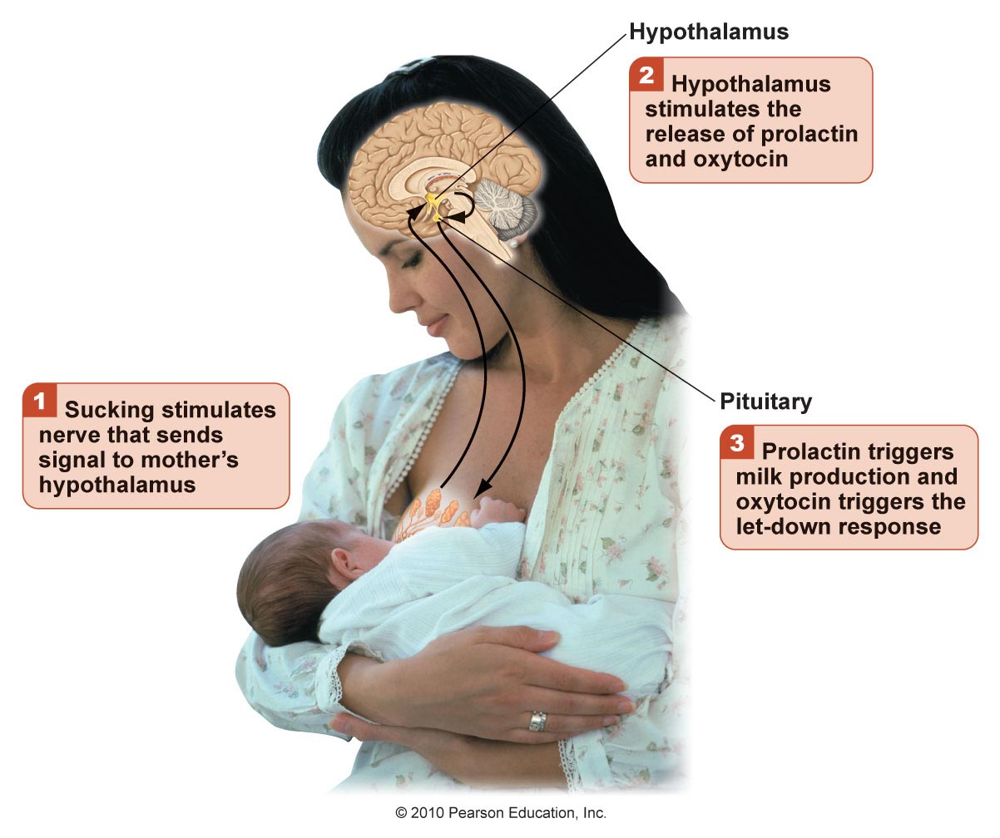 Hypothalamus
2 Hypothalamus
stimulates the
release of prolactin
and oxytocin
1 Sucking stimulates
nerve that sends
signal to mother's
hypothalamus
Pituitary
3 Prolactin triggers
milk production and
oxytocin triggers the
let-down response
© 2010 Pearson Education, Inc.